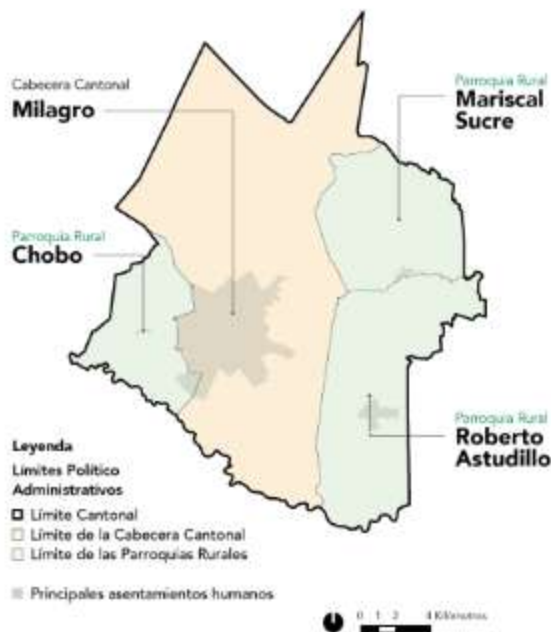 Cabecera Cantonal
Milagro
Parroquia Rural
Mariscal
Sucre
Parroquia Rural
Chobo
Parroquia Rural
Roberto
Astudillo
Leyenda
Límites Político
Administrativos
Límite Cantonal
Límite de la Cabecera Cantonal
Límite de las Parroquias Rurales
Principales asentamientos humanos
0 1 2 4 Kilómetros